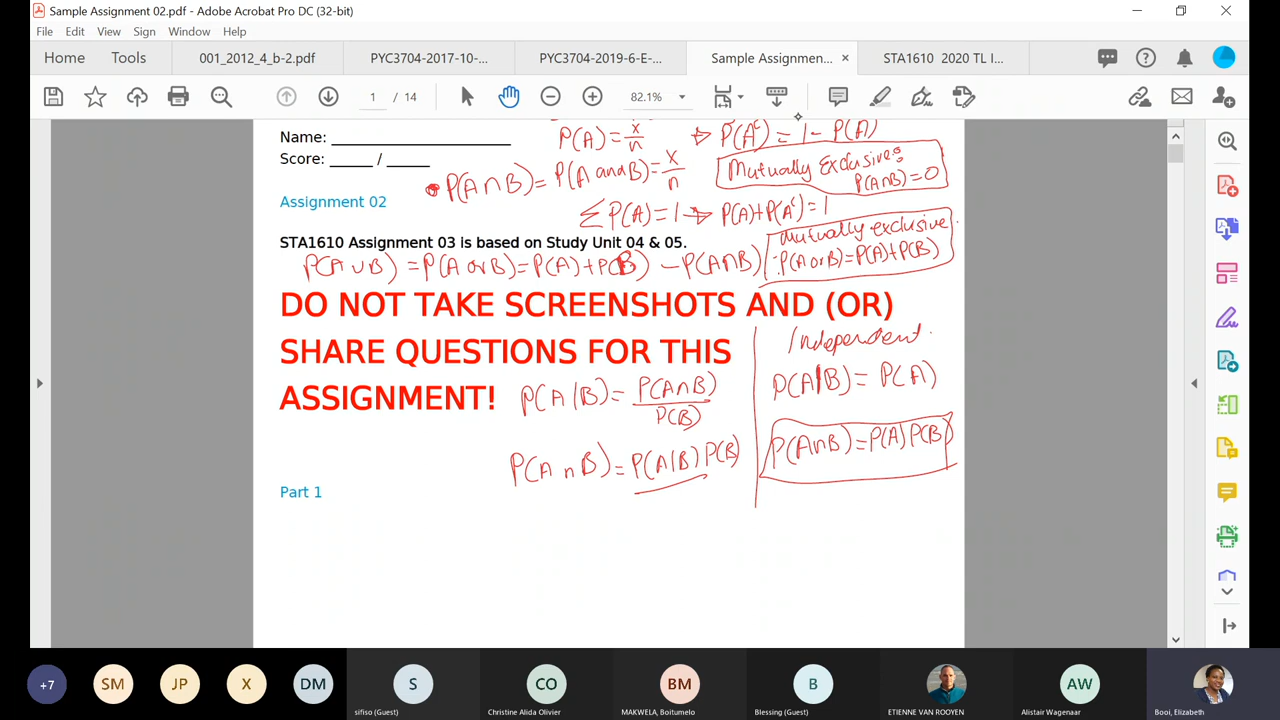 Sample Assignment 02.pdf - Adobe Acrobat Pro DC (32-bit)
File Edit View Sign Window Help
Home Tools 001_2012_4_b-2.pdf PYC3704-2017-10-... PYC3704-2019-6-E-... Sample Assignmen... × STA1610 2020 TL I...
1 / 14 82.1%
Name:
P(A) = x/n → P(Aᶜ) = 1 - P(A)
Score: _____ / _____
Mutually Exclusive:
P(A∩B) = 0
P(A∩B) = P(A and B) = x/n
Assignment 02
∑P(A) = 1 → P(A)+P(Aᶜ) = 1
Mutually exclusive
P(A or B) = P(A)+P(B)
STA1610 Assignment 03 is based on Study Unit 04 & 05.
P(A∪B) = P(A or B) = P(A) + P(B) - P(A∩B)
DO NOT TAKE SCREENSHOTS AND (OR)
SHARE QUESTIONS FOR THIS
ASSIGNMENT!
P(A|B) = P(A∩B)/P(B)
P(A∩B) = P(A|B) P(B)
Independent
P(A|B) = P(A)
P(A∩B) = P(A) P(B)
Part 1
+7 SM JP X DM S CO BM B AW
sifiso (Guest) Christine Alida Olivier MAKWELA, Boitumelo Blessing (Guest) ETIENNE VAN ROOYEN Alistair Wagenaar Booi, Elizabeth